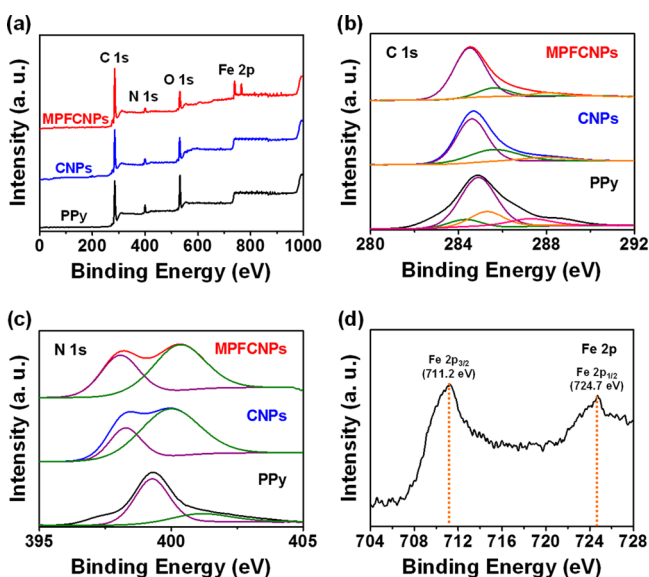 (a)
C 1s
N 1s
O 1s
Fe 2p
MPFCNPs
CNPs
PPy
Intensity (a. u.)
0 200 400 600 800 1000
Binding Energy (eV)
(b)
C 1s
MPFCNPs
CNPs
PPy
Intensity (a. u.)
280 284 288 292
Binding Energy (eV)
(c)
N 1s
MPFCNPs
CNPs
PPy
Intensity (a. u.)
395 400 405
Binding Energy (eV)
(d)
Fe 2p
Fe 2p3/2
(711.2 eV)
Fe 2p1/2
(724.7 eV)
Intensity (a. u.)
704 708 712 716 720 724 728
Binding Energy (eV)